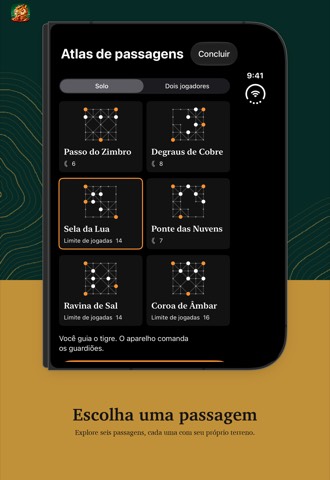 Atlas de passagens
Concluir
9:41
Solo
Dois jogadores
Passo do Zimbro
6
Degraus de Cobre
8
Sela da Lua
Limite de jogadas 14
Ponte das Nuvens
7
Ravina de Sal
Limite de jogadas 14
Coroa de Âmbar
Limite de jogadas 16
Você guia o tigre. O aparelho comanda
os guardiões.
Escolha uma passagem
Explore seis passagens, cada uma com seu próprio terreno.